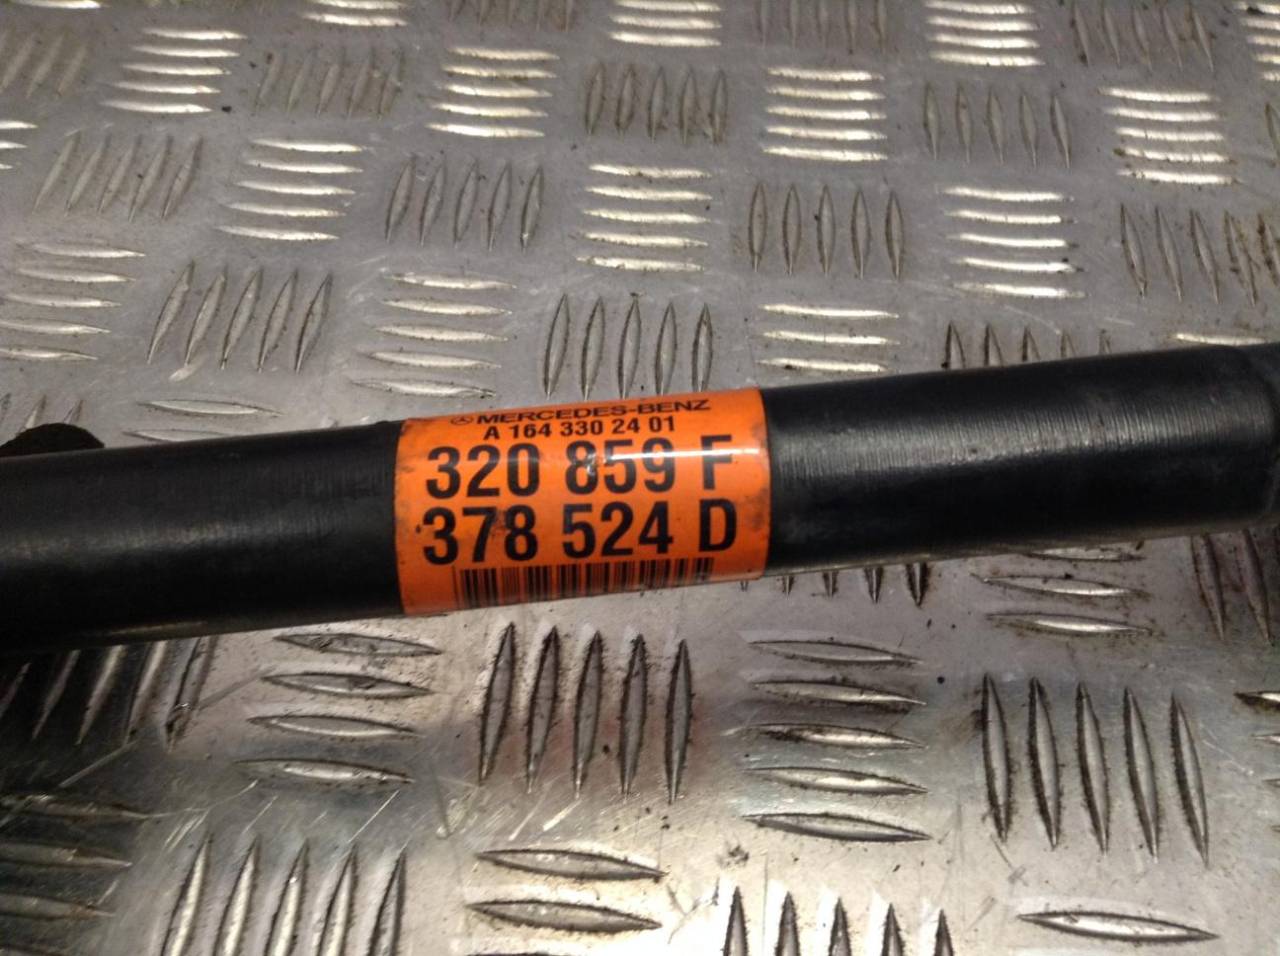 MERCEDES-BENZ
A 164 330 24 01
320 859 F
378 524 D